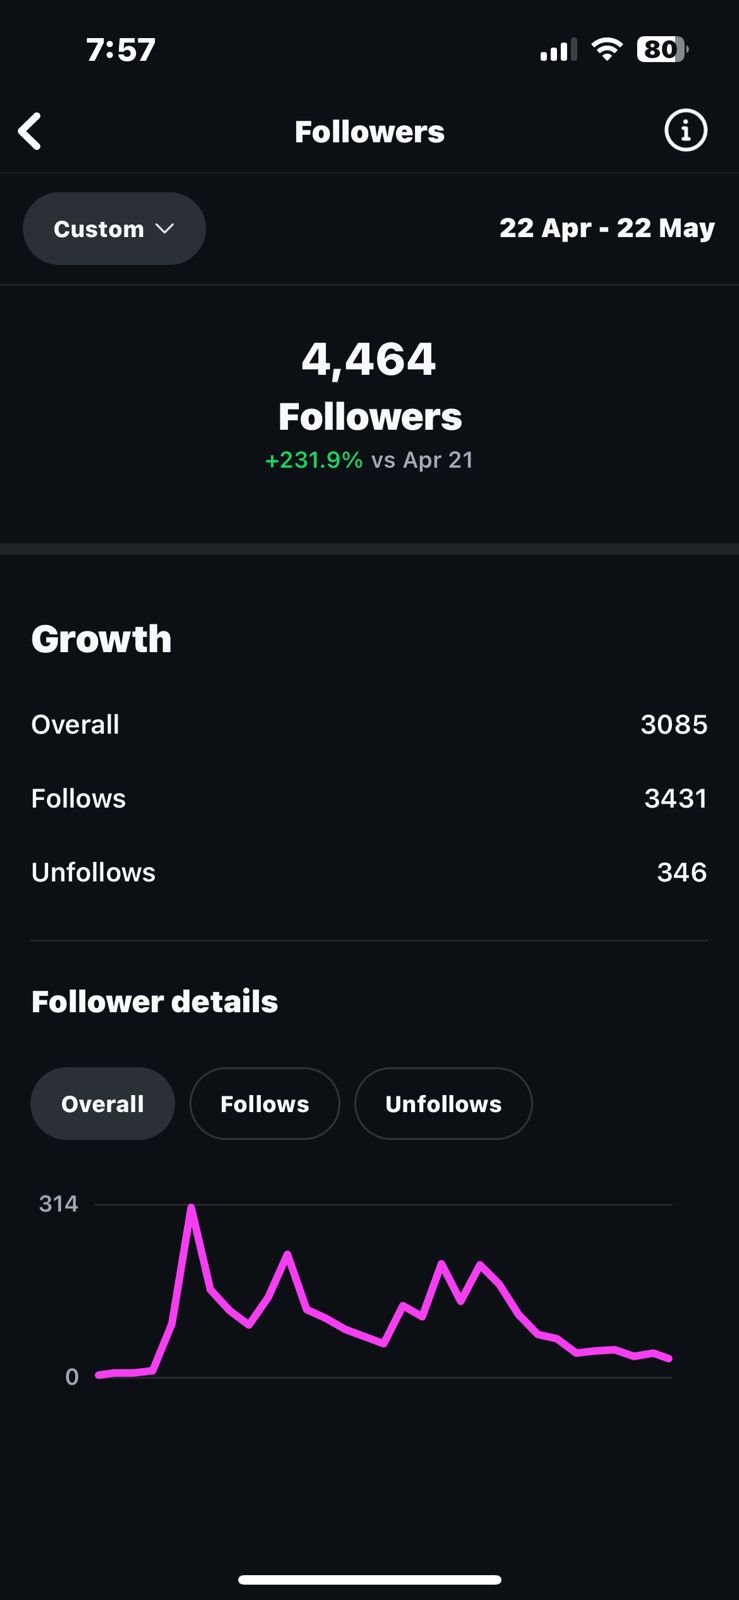 7:57
80
Followers
Custom
22 Apr - 22 May
4,464
Followers
+231.9% vs Apr 21
Growth
Overall 3085
Follows 3431
Unfollows 346
Follower details
Overall Follows Unfollows
314
0